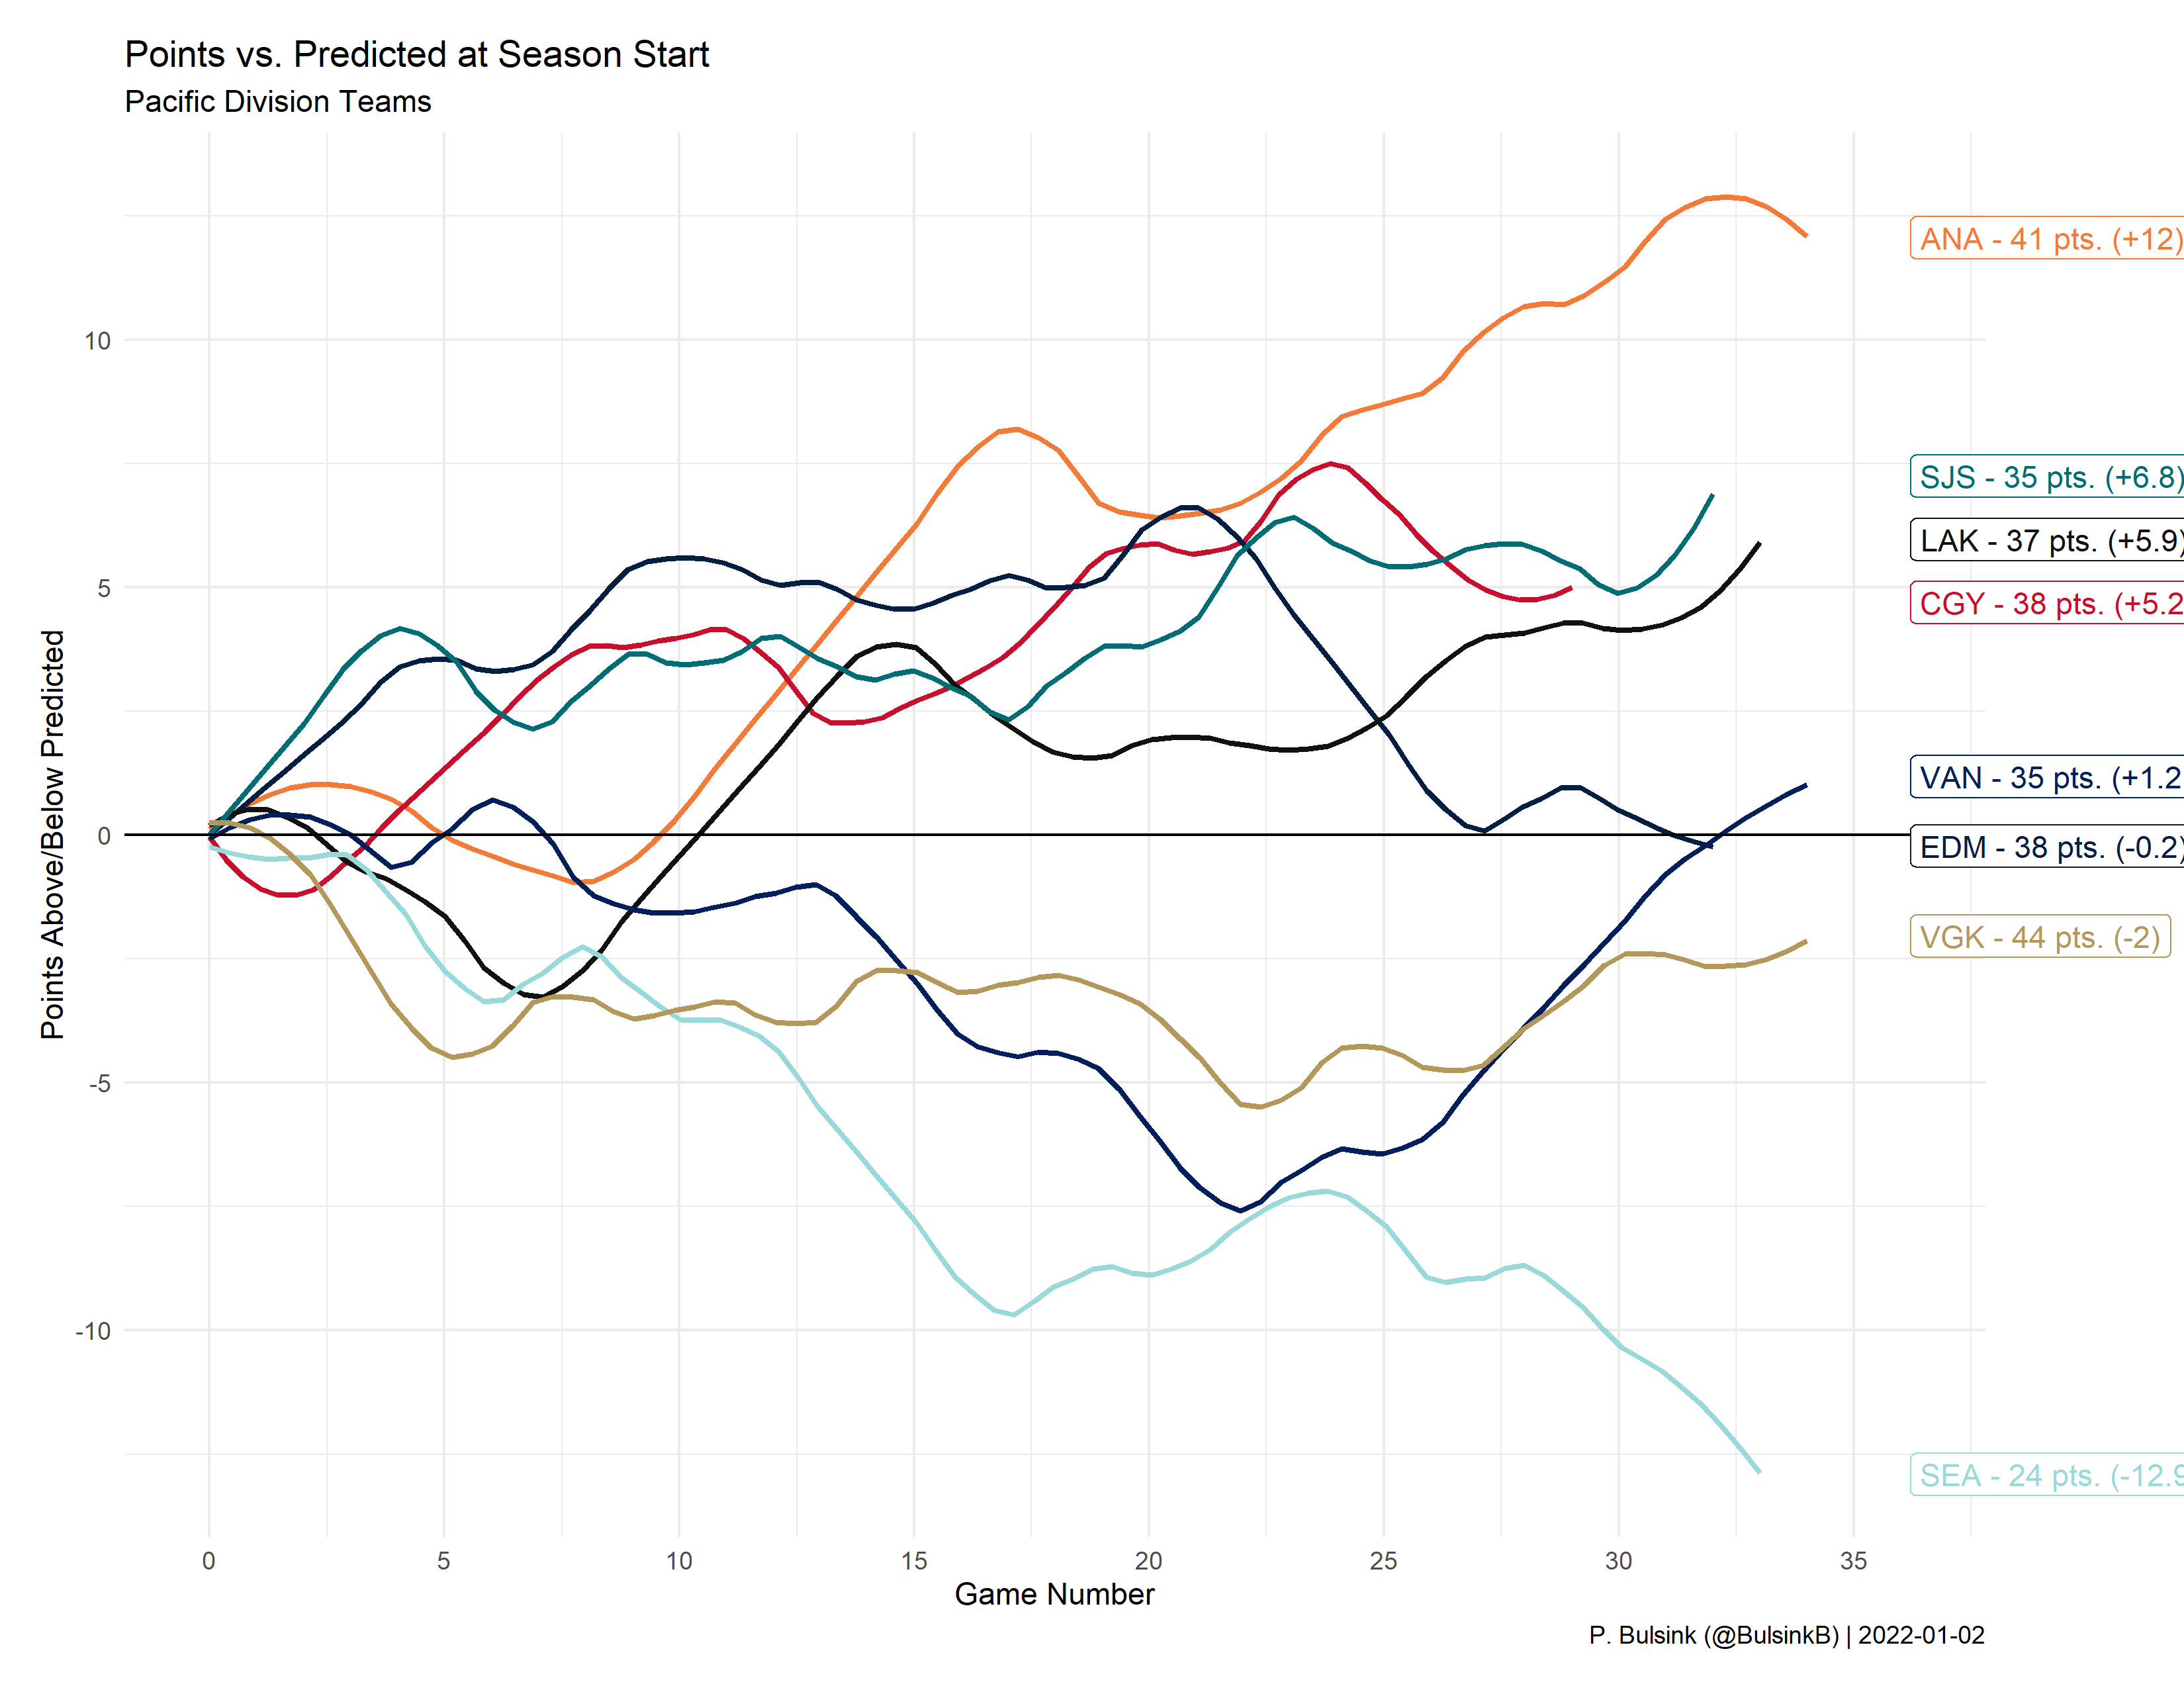 Points vs. Predicted at Season Start
Pacific Division Teams
Points Above/Below Predicted
10
5
0
-5
-10
ANA - 41 pts. (+12)
SJS - 35 pts. (+6.8)
LAK - 37 pts. (+5.9)
CGY - 38 pts. (+5.2
VAN - 35 pts. (+1.2
EDM - 38 pts. (-0.2)
VGK - 44 pts. (-2)
SEA - 24 pts. (-12.9
0 5 10 15 20 25 30 35
Game Number
P. Bulsink (@BulsinkB) | 2022-01-02